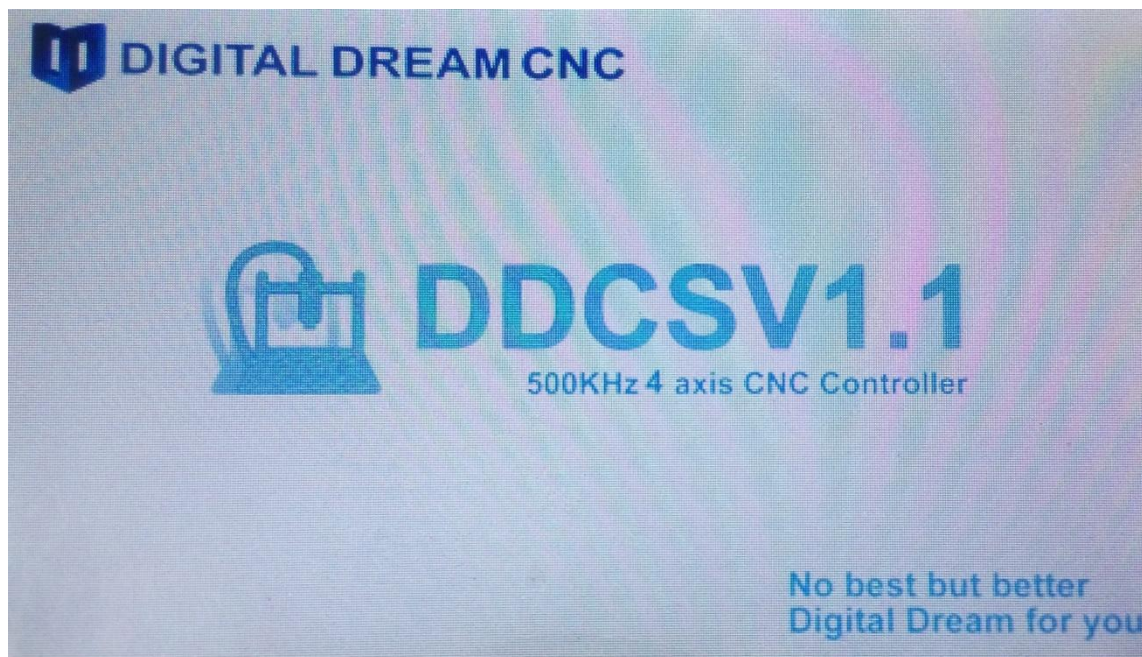 DIGITAL DREAM CNC
DDCSV1.1
500KHz 4 axis CNC Controller
No best but better
Digital Dream for you